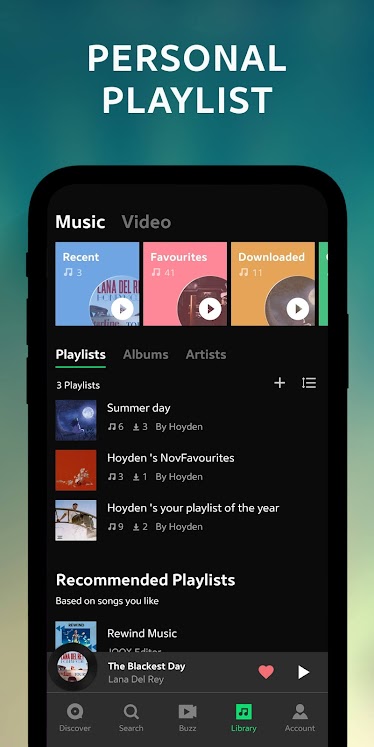 PERSONAL
PLAYLIST
Music Video
Recent
3
Favourites
41
Downloaded
11
LANA DEL RE
Playlists Albums Artists
3 Playlists
Summer day
6 3 By Hoyden
Hoyden 's NovFavourites
3 1 By Hoyden
Hoyden 's your playlist of the year
9 2 By Hoyden
Recommended Playlists
Based on songs you like
REWIND
Rewind Music
JOOX Editor
The Blackest Day
Lana Del Rey
Discover Search Buzz Library Account